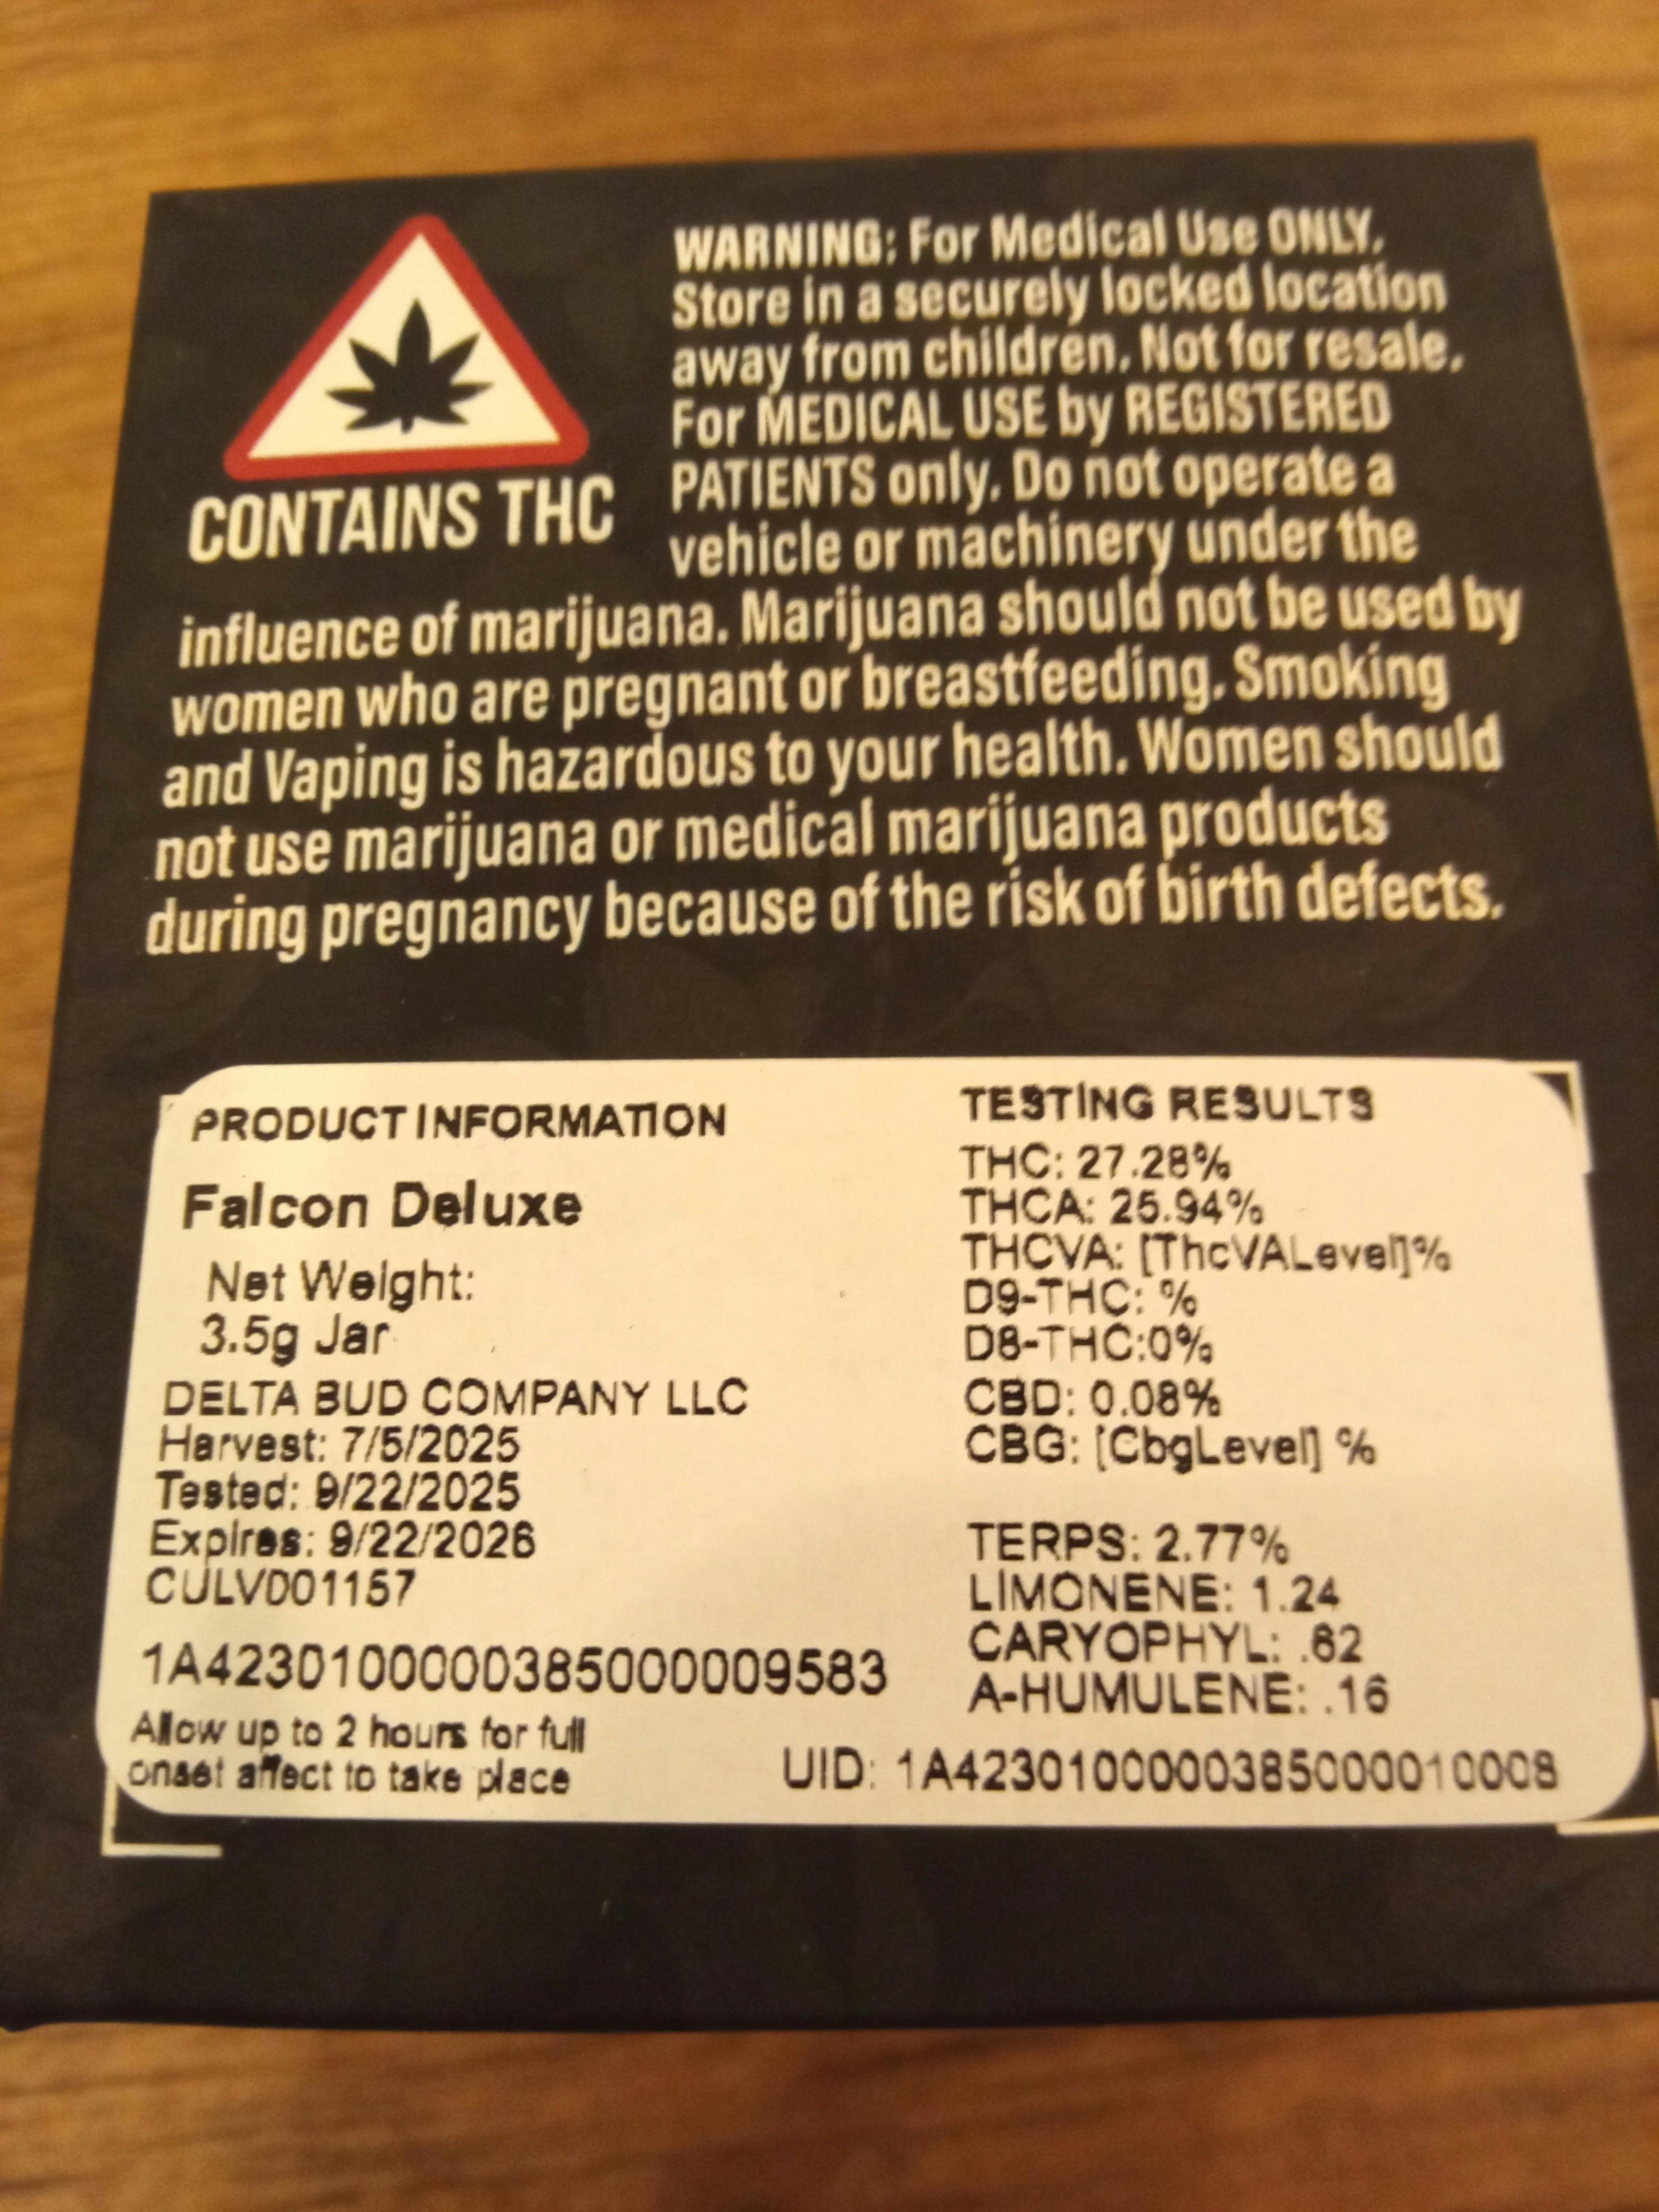 WARNING: For Medical Use ONLY.
Store in a securely locked location
away from children. Not for resale.
For MEDICAL USE by REGISTERED
PATIENTS only. Do not operate a
vehicle or machinery under the
CONTAINS THC
influence of marijuana. Marijuana should not be used by
women who are pregnant or breastfeeding. Smoking
and Vaping is hazardous to your health. Women should
not use marijuana or medical marijuana products
during pregnancy because of the risk of birth defects.
PRODUCT INFORMATION
Falcon Deluxe
Net Weight:
3.5g Jar
DELTA BUD COMPANY LLC
Harvest: 7/5/2025
Tested: 9/22/2025
Expires: 9/22/2026
CULV001157
1A4230100000385000009583
Allow up to 2 hours for full
onset affect to take place
TESTING RESULTS
THC: 27.28%
THCA: 25.94%
THCVA: [ThcVALevel]%
D9-THC: %
D8-THC:0%
CBD: 0.08%
CBG: [CbgLevel] %
TERPS: 2.77%
LIMONENE: 1.24
CARYOPHYL: .62
A-HUMULENE: .16
UID: 1A4230100000385000010008